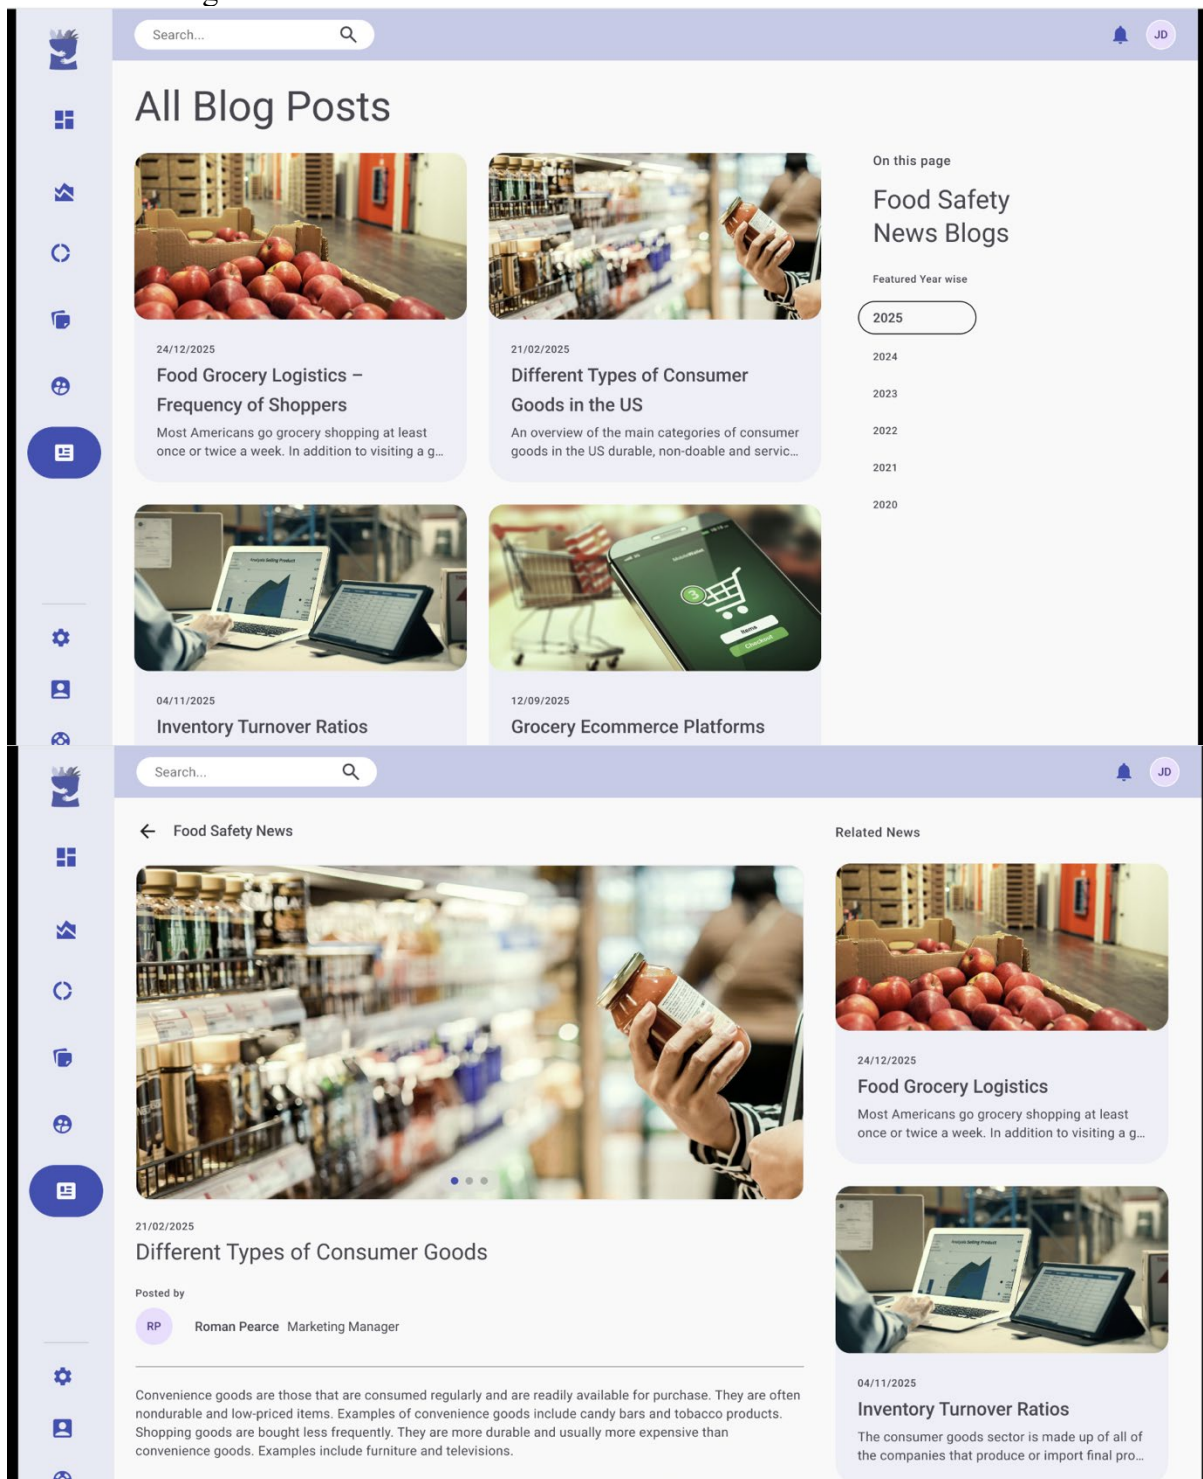 Search...
JD
All Blog Posts
24/12/2025
Food Grocery Logistics –
Frequency of Shoppers
Most Americans go grocery shopping at least
once or twice a week. In addition to visiting a g...
21/02/2025
Different Types of Consumer
Goods in the US
An overview of the main categories of consumer
goods in the US durable, non-doable and servic...
On this page
Food Safety
News Blogs
Featured Year wise
2025
2024
2023
2022
2021
2020
Analysis Selling Product
3
Items
Checkout
04/11/2025
Inventory Turnover Ratios
12/09/2025
Grocery Ecommerce Platforms
Search...
JD
Food Safety News
21/02/2025
Different Types of Consumer Goods
Posted by
RP
Roman Pearce Marketing Manager
Convenience goods are those that are consumed regularly and are readily available for purchase. They are often
nondurable and low-priced items. Examples of convenience goods include candy bars and tobacco products.
Shopping goods are bought less frequently. They are more durable and usually more expensive than
convenience goods. Examples include furniture and televisions.
Related News
24/12/2025
Food Grocery Logistics
Most Americans go grocery shopping at least
once or twice a week. In addition to visiting a g...
Analysis Selling Product
04/11/2025
Inventory Turnover Ratios
The consumer goods sector is made up of all of
the companies that produce or import final pro...